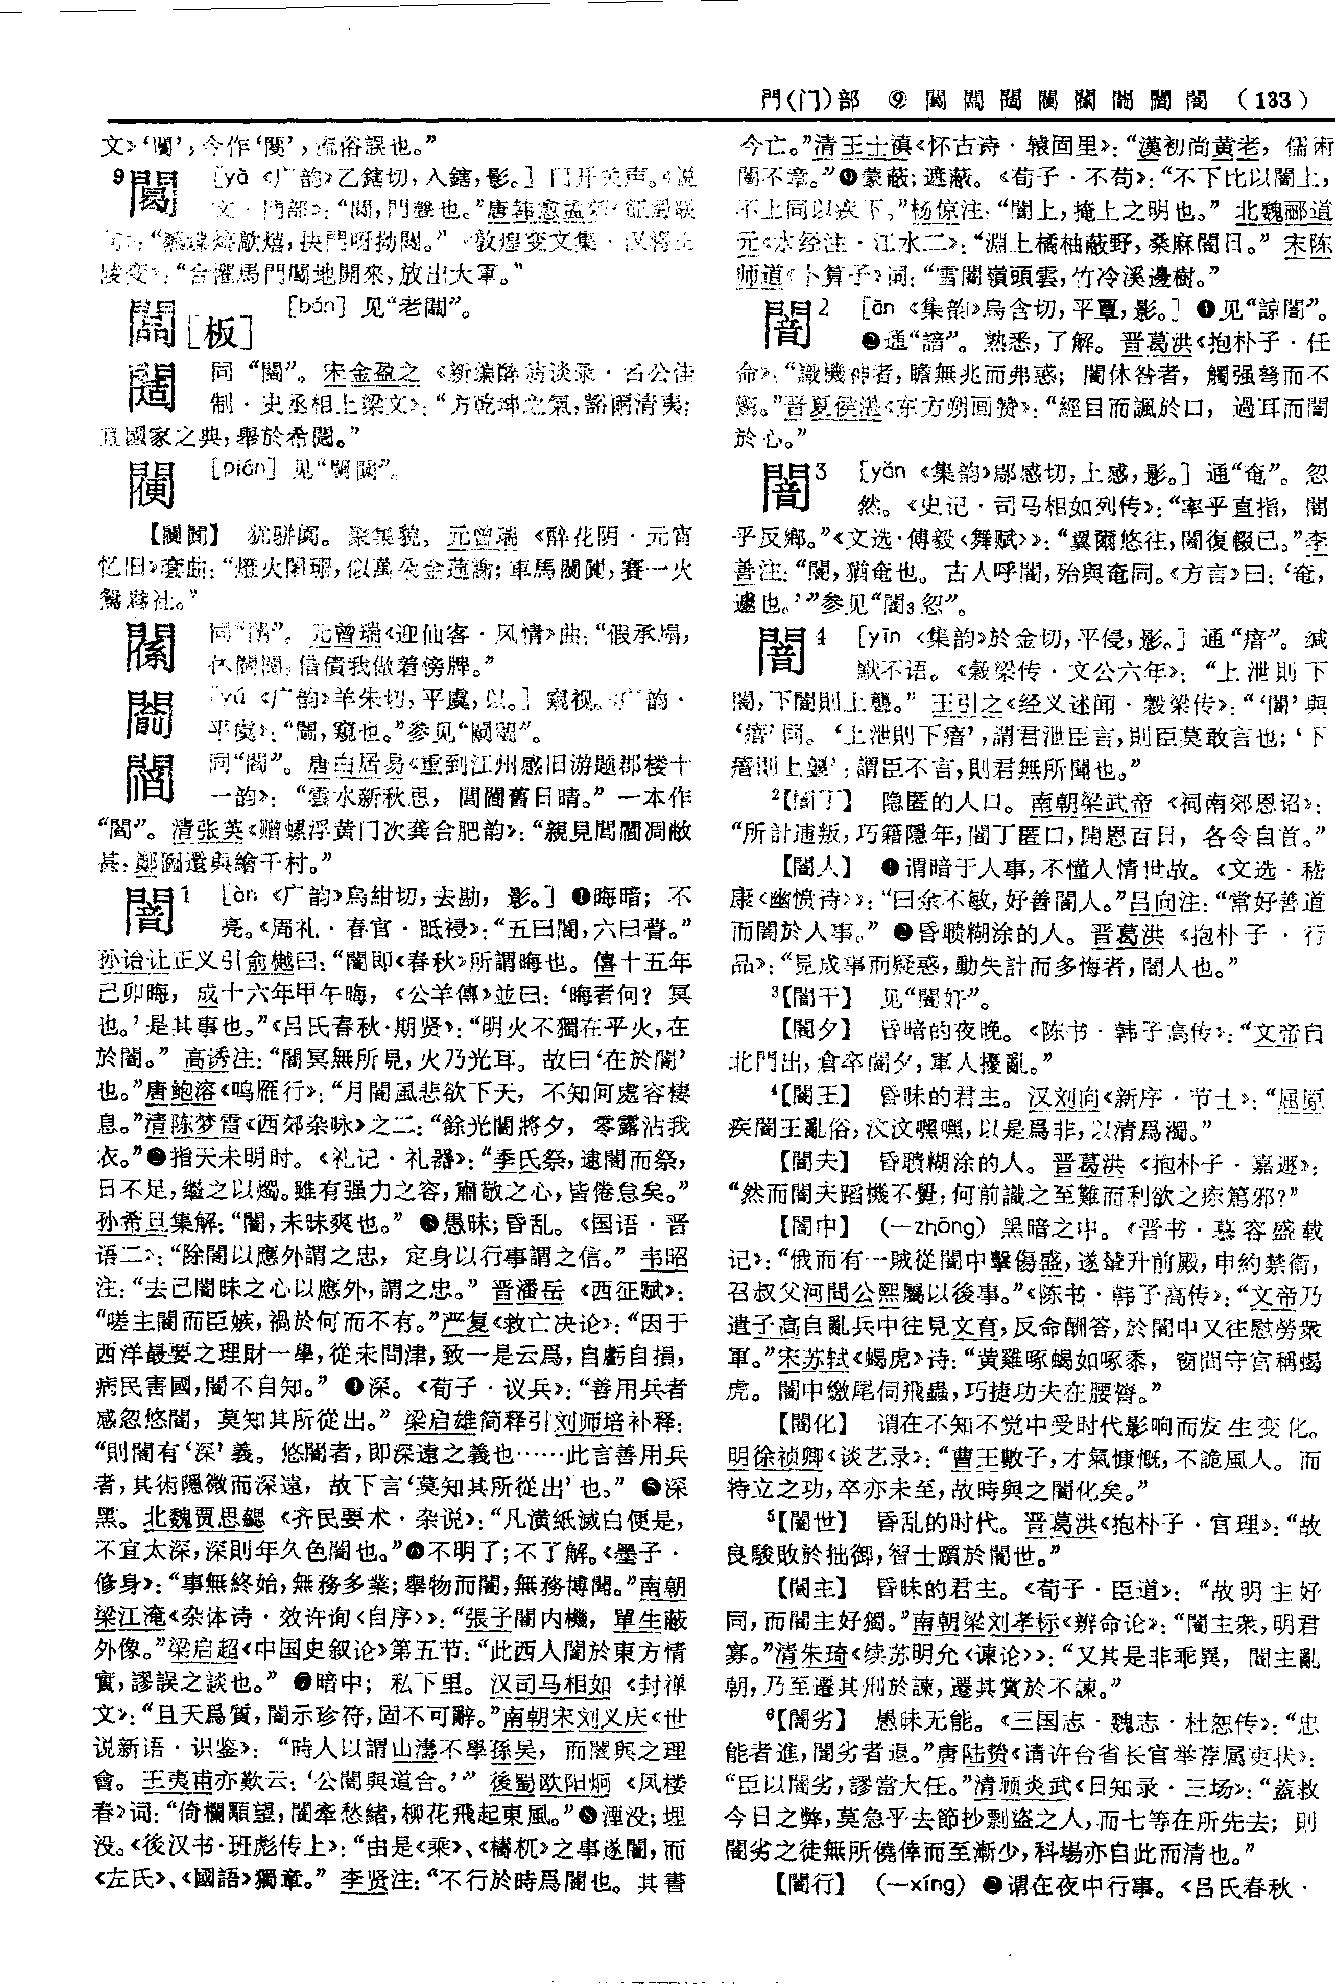 門(门)部 ⑨ 闆 闇 (133)
文》‘闋’,今作‘闋’,流俗誤也。”
9 闔 [yà 《广韵》乙鎋切,入鎋,影。] 门开关声。《说
文·門部》:“閼,門聲也。”唐韩愈孟郊
陵变》:“合灌馬門闔地開來,放出大軍。”
闆[板] [bǎn] 见“老闆”。
同“闊”。宋金盈之《新编醉翁谈录·名公佳
制·史丞相上梁文》:“方乾坤之氣,豁爾清夷;
國家之典,舉於希闊。”
[pián] 见
犹骈阗。聚集貌。元曾瑞《醉花阴·元宵
忆旧》套曲:“燈火闌珊,似萬朵金蓮謝;車馬闐,賽一火
鴛鴦社。”
元曾瑞《迎仙客·风情》曲:“假承塌,
借債我做着傍牌。”
闟 [yú 《广韵》羊朱切,平虞,以。] 窥视。《广韵·
平虞》:“窺也。”参见
同“閻”。唐白居易《重到江州感旧游题郡楼十
一韵》:“雲水新秋思,閭閻舊日晴。”一本作
“閻”。清张英《赠螺浮黄门次龚合肥韵》:“親見閭閻凋敝
甚,鄭圖還與繪千村。”
闇1 [àn 《广韵》烏紺切,去勘,影。] ❶晦暗;不
亮。《周礼·春官·眡祲》:“五曰闇,六曰瞢。”
孙诒让正义引俞樾曰:“闇即《春秋》所謂晦也。僖十五年
己卯晦,成十六年甲午晦,《公羊傳》並曰:‘晦者何?冥
也。’是其事也。”《吕氏春秋·期贤》:“明火不獨在乎火,在
於闇。”高诱注:“闇冥無所見,火乃光耳。故曰‘在於闇’
也。”唐鲍溶《鸣雁行》:“月闇風悲欲下天,不知何處容棲
息。”清陈梦雷《西郊杂咏》之二:“餘光闇將夕,零露沾我
衣。”❷指天未明时。《礼记·礼器》:“季氏祭,逮闇而祭,
日不足,繼之以燭。雖有强力之容,肅敬之心,皆倦怠矣。”
孙希旦集解:“闇,未昧爽也。”❸愚昧;昏乱。《国语·晋
语二》:“除闇以應外謂之忠,定身以行事謂之信。”韦昭
注:“去己闇昧之心以應外,謂之忠。”晋潘岳《西征赋》:
“嗟主闇而臣嫉,禍於何而不有。”严复《救亡决论》:“因于
西洋最要之理財一學,從未問津,致一是云爲,自虧自損,
病民害國,闇不自知。”❹深。《荀子·议兵》:“善用兵者
感忽悠闇,莫知其所從出。”梁启雄简释引刘师培补释:
“則闇有‘深’義。悠闇者,即深遠之義也……此言善用兵
者,其術隱微而深遠,故下言‘莫知其所從出’也。”❺深
黑。北魏贾思勰《齐民要术·杂说》:“凡潢紙滅白便是,
不宜太深,深則年久色闇也。”❻不明了;不了解。《墨子·
修身》:“事無終始,無務多業;舉物而闇,無務博聞。”南朝
梁江淹《杂体诗·效许询〈自序〉》:“張子闇内機,單生蔽
外像。”梁启超《中国史叙论》第五节:“此西人闇於東方情
實,謬誤之談也。”❼暗中;私下里。汉司马相如《封禅
文》:“且天爲質,闇示珍符,固不可辭。”南朝宋刘义庆《世
说新语·识鉴》:“時人以謂山濤不學孫吴,而闇與之理
會。王夷甫亦歎云:‘公闇與道合。’”後蜀欧阳炯《凤楼
春》词:“倚欄顒望,闇牽愁緒,柳花飛起東風。”❽湮没;埋
没。《後汉书·班彪传上》:“由是《乘》、《檮杌》之事遂闇,而
《左氏》、《國語》獨章。”李贤注:“不行於時爲闇也。其書
今亡。”清王士禛《怀古诗·辕固里》:“漢初尚黄老,儒術
闇不章。”❾蒙蔽;遮蔽。《荀子·不苟》:“不下比以闇上,
不上同以疾下。”杨倞注:“闇上,掩上之明也。”北魏郦道
元《水经注·江水二》:“淵上橘柚蔽野,桑麻闇日。”宋陈
师道《卜算子》词:“雪闇嶺頭雲,竹冷溪邊樹。”
闇2 [ān 《集韵》烏含切,平覃,影。] ❶见“諒闇”。
❷通“諳”。熟悉,了解。晋葛洪《抱朴子·任
命》:“識機神者,瞻無兆而弗惑;闇休咎者,觸强弩而不
驚。”晋夏侯湛《东方朔画赞》:“經目而諷於口,過耳而闇
於心。”
闇3 [yǎn 《集韵》鄔感切,上感,影。] 通“奄”。忽
然。《史记·司马相如列传》:“率乎直指,闇
乎反鄉。”《文选·傅毅〈舞赋〉》:“翼爾悠往,闇復輟已。”李
善注:“闇,猶奄也。古人呼闇,殆與奄同。《方言》曰:‘奄,
遽也。’”参见“闇3忽”。
闇4 [yīn 《集韵》於金切,平侵,影。] 通“瘖”。缄
默不语。《穀梁传·文公六年》:“上泄則下
闇,下闇則上聾。”王引之《经义述闻·穀梁传》:“‘闇’與
‘瘖’同。‘上泄則下瘖’,謂君泄臣言,則臣莫敢言也;‘下
瘖則上聾’,謂臣不言,則君無所聞也。”
2【闇丁】 隐匿的人口。南朝梁武帝《祠南郊恩诏》:
“所討逋叛,巧籍隱年,闇丁匿口,開恩百日,各令自首。”
【闇人】 ❶谓暗于人事,不懂人情世故。《文选·嵇
康〈幽愤诗〉》:“曰余不敏,好善闇人。”吕向注:“常好善道
而闇於人事。”❷昏聩糊涂的人。晋葛洪《抱朴子·行
品》:“見成事而疑惑,動失計而多悔者,闇人也。”
3【闇干】 见“闇奸”。
【闇夕】 昏暗的夜晚。《陈书·韩子高传》:“文帝自
北門出,倉卒闇夕,軍人擾亂。”
4【闇王】 昏昧的君主。汉刘向《新序·节士》:“屈原
疾闇王亂俗,汶汶嘿嘿,以是爲非,以清爲濁。”
【闇夫】 昏聩糊涂的人。晋葛洪《抱朴子·嘉遯》:
“然而闇夫蹈機不覺,何前識之至難而利欲之疾篤邪?”
【闇中】 (—zhōng) 黑暗之中。《晋书·慕容盛载
记》:“俄而有一賊從闇中擊傷盛,遂輦升前殿,申約禁衛,
召叔父河間公熙屬以後事。”《陈书·韩子高传》:“文帝乃
遣子高自亂兵中往見文育,反命酬答,於闇中又往慰勞衆
軍。”宋苏轼《蝎虎》诗:“黄雞啄蝎如啄黍,窗間守宫稱蝎
虎。闇中繳尾伺飛蟲,巧捷功夫在腰膂。”
【闇化】 谓在不知不觉中受时代影响而发生变化。
明徐祯卿《谈艺录》:“曹王數子,才氣慷慨,不詭風人。而
特立之功,卒亦未至,故時與之闇化矣。”
5【闇世】 昏乱的时代。晋葛洪《抱朴子·官理》:“故
良駿敗於拙御,智士躓於闇世。”
【闇主】 昏昧的君主。《荀子·臣道》:“故明主好
同,而闇主好獨。”南朝梁刘孝标《辨命论》:“闇主衆,明君
寡。”清朱琦《续苏明允〈谏论〉》:“又其是非乖異,闇主亂
朝,乃至遷其刑於諫,遷其賞於不諫。”
6【闇劣】 愚昧无能。《三国志·魏志·杜恕传》:“忠
能者進,闇劣者退。”唐陆贽《请许台省长官举荐属吏状》:
“臣以闇劣,謬當大任。”清顾炎武《日知录·三场》:“蓋救
今日之弊,莫急乎去節抄剽盜之人,而七等在所先去;則
闇劣之徒無所僥倖而至漸少,科場亦自此而清也。”
【闇行】 (—xíng) ❷谓在夜中行事。《吕氏春秋·